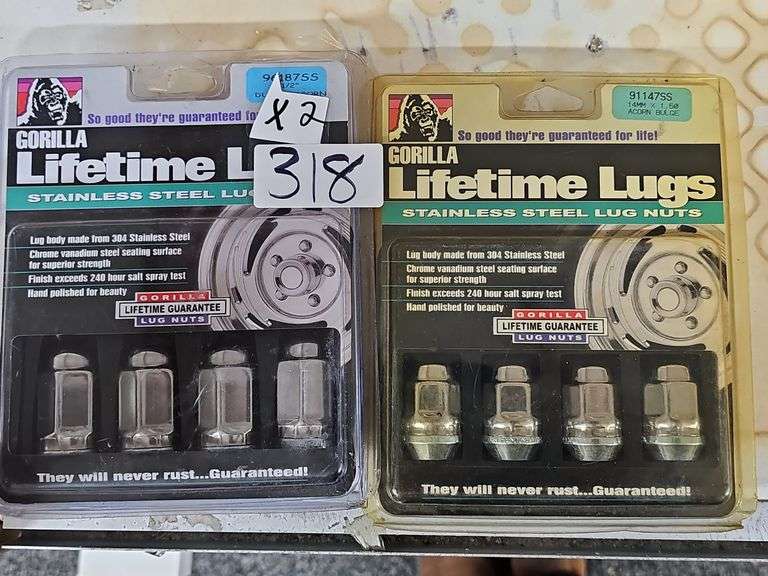 96187SS
1/2"
X2
318
So good they're guaranteed for
GORILLA
Lifetime L
STAINLESS STEEL LUG
Lug body made from 304 Stainless Steel
Chrome vanadium steel seating surface
for superior strength
Finish exceeds 240 hour salt spray test
Hand polished for beauty
GORILLA
LIFETIME GUARANTEE
LUG NUTS
They will never rust...Guaranteed!
91147SS
14MM X 1.50
ACORN BULGE
So good they're guaranteed for life!
GORILLA
Lifetime Lugs
STAINLESS STEEL LUG NUTS
Lug body made from 304 Stainless Steel
Chrome vanadium steel seating surface
for superior strength
Finish exceeds 240 hour salt spray test
Hand polished for beauty
GORILLA
LIFETIME GUARANTEE
LUG NUTS
They will never rust...Guaranteed!